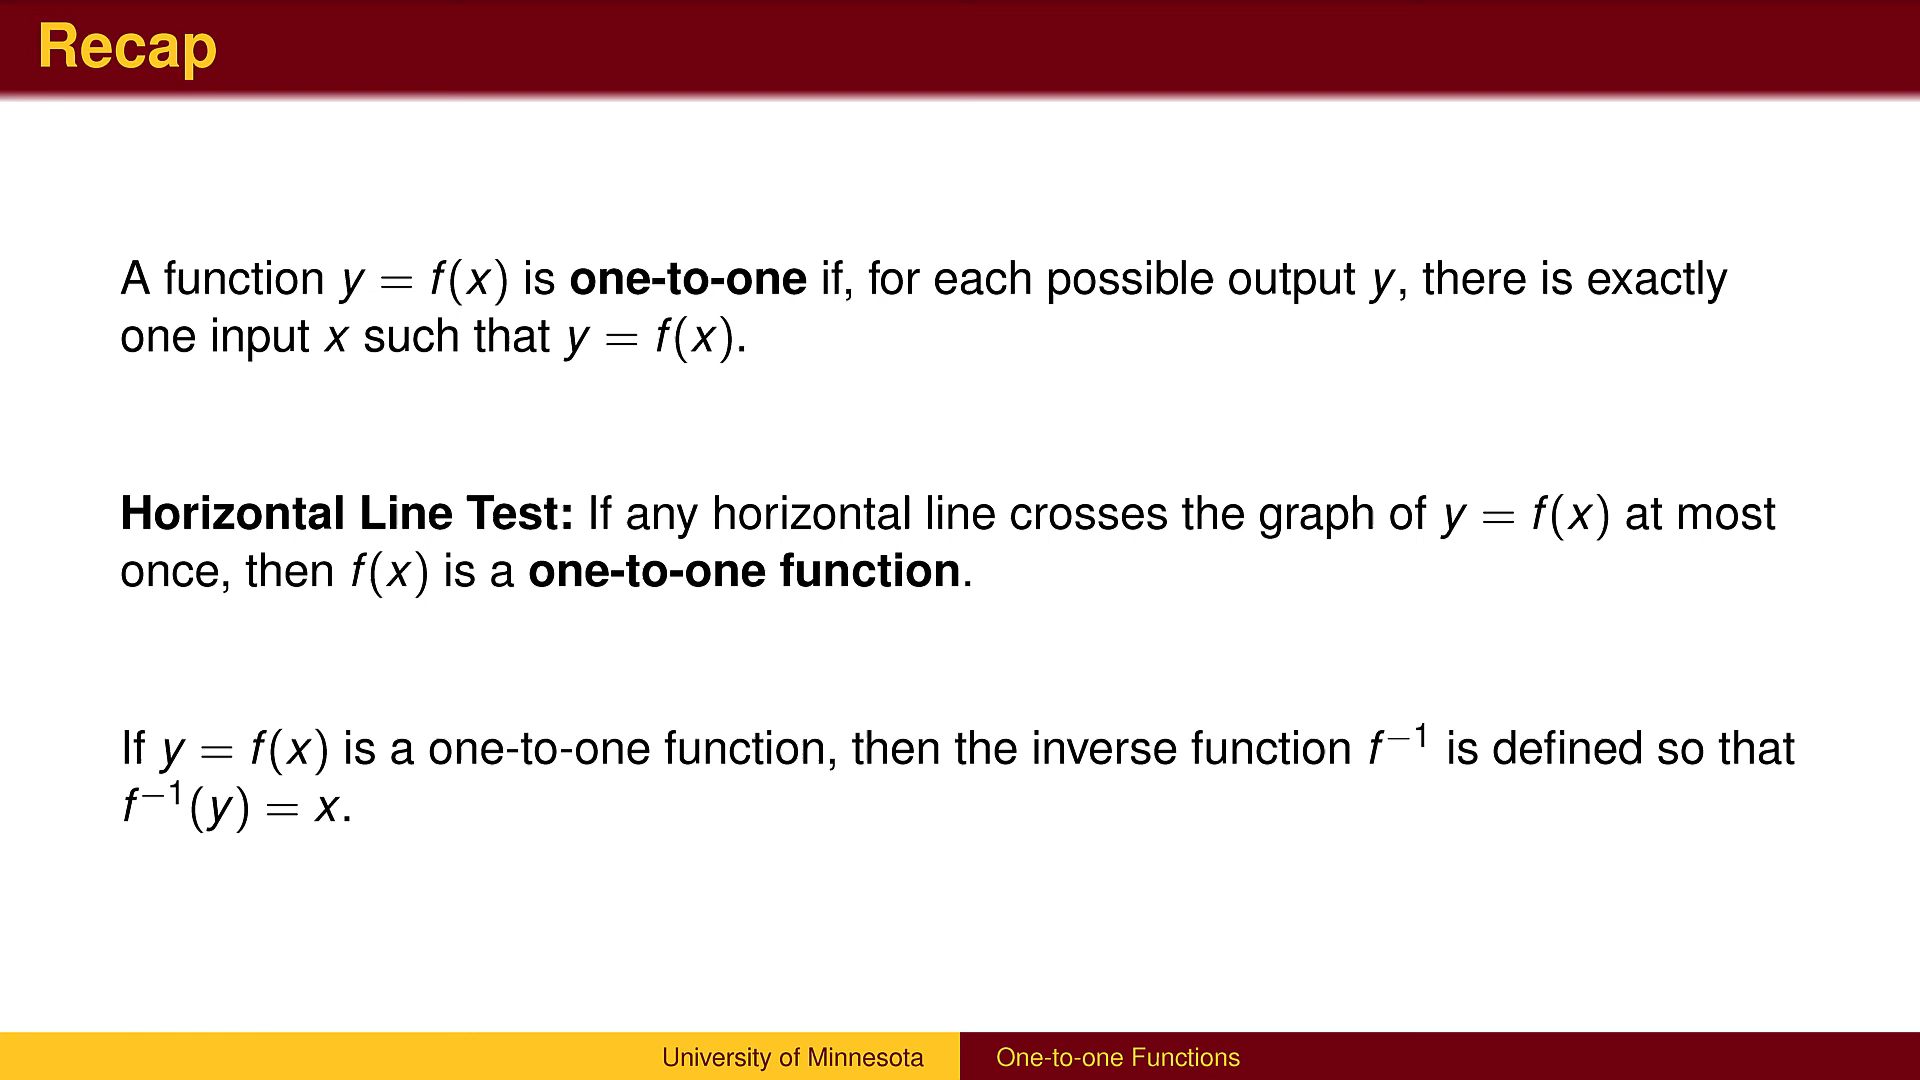 Recap
A function y = f(x) is one-to-one if, for each possible output y, there is exactly
one input x such that y = f(x).
Horizontal Line Test: If any horizontal line crosses the graph of y = f(x) at most
once, then f(x) is a one-to-one function.
If y = f(x) is a one-to-one function, then the inverse function f⁻¹ is defined so that
f⁻¹(y) = x.
University of Minnesota
One-to-one Functions